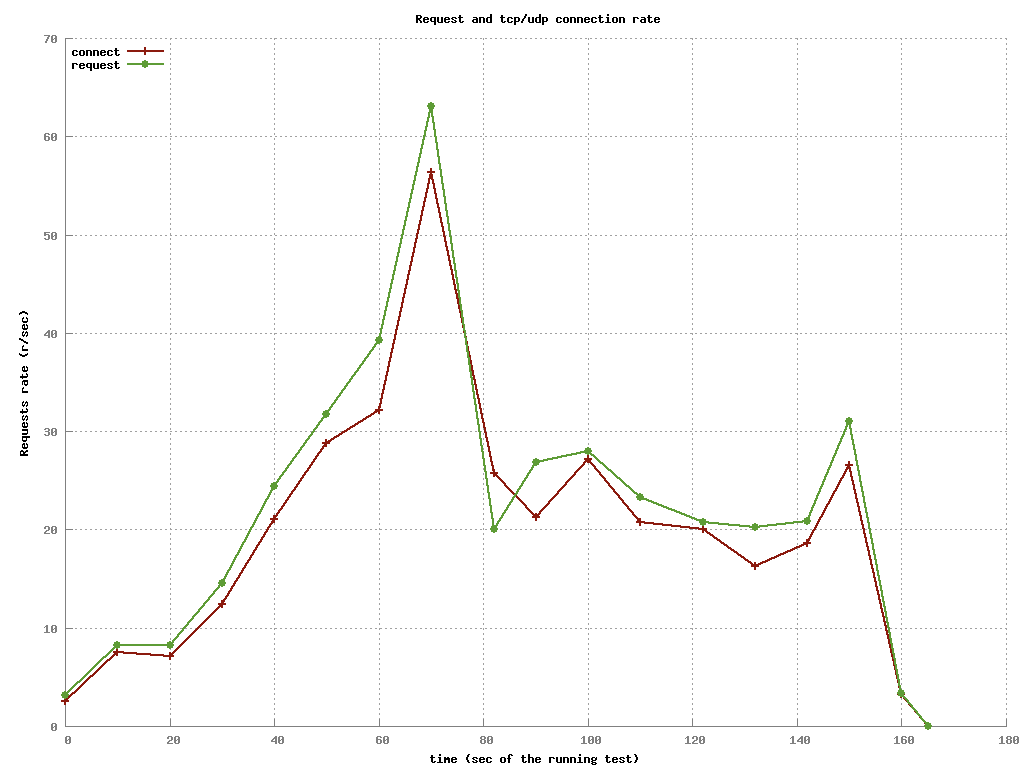 Request and tcp/udp connection rate
connect
request
70
60
50
40
30
20
10
0
Requests rate (r/sec)
0 20 40 60 80 100 120 140 160 180
time (sec of the running test)